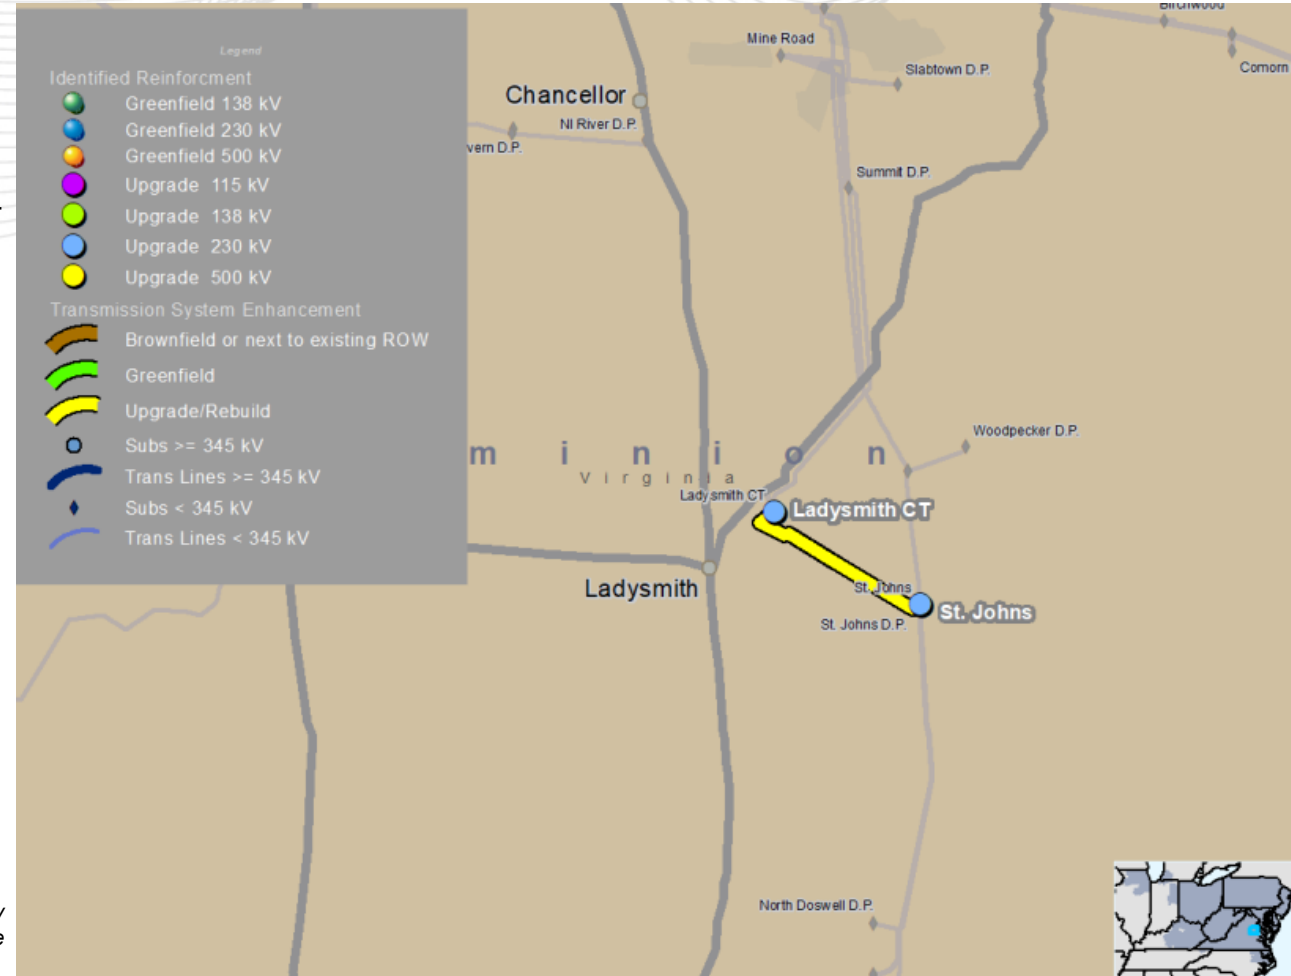 Legend
Identified Reinforcment
Greenfield 138 kV
Greenfield 230 kV
Greenfield 500 kV
Upgrade 115 kV
Upgrade 138 kV
Upgrade 230 kV
Upgrade 500 kV
Transmission System Enhancement
Brownfield or next to existing ROW
Greenfield
Upgrade/Rebuild
Subs >= 345 kV
Trans Lines >= 345 kV
Subs < 345 kV
Trans Lines < 345 kV
Birchwood
Mine Road
Slabtown D.P.
Comorn
Chancellor
NI River D.P.
vern D.P.
Summit D.P.
Woodpecker D.P.
m i n i o n
Virginia
Ladysmith CT
Ladysmith CT
Ladysmith
St. Johns
St. Johns
St. Johns D.P.
North Doswell D.P.